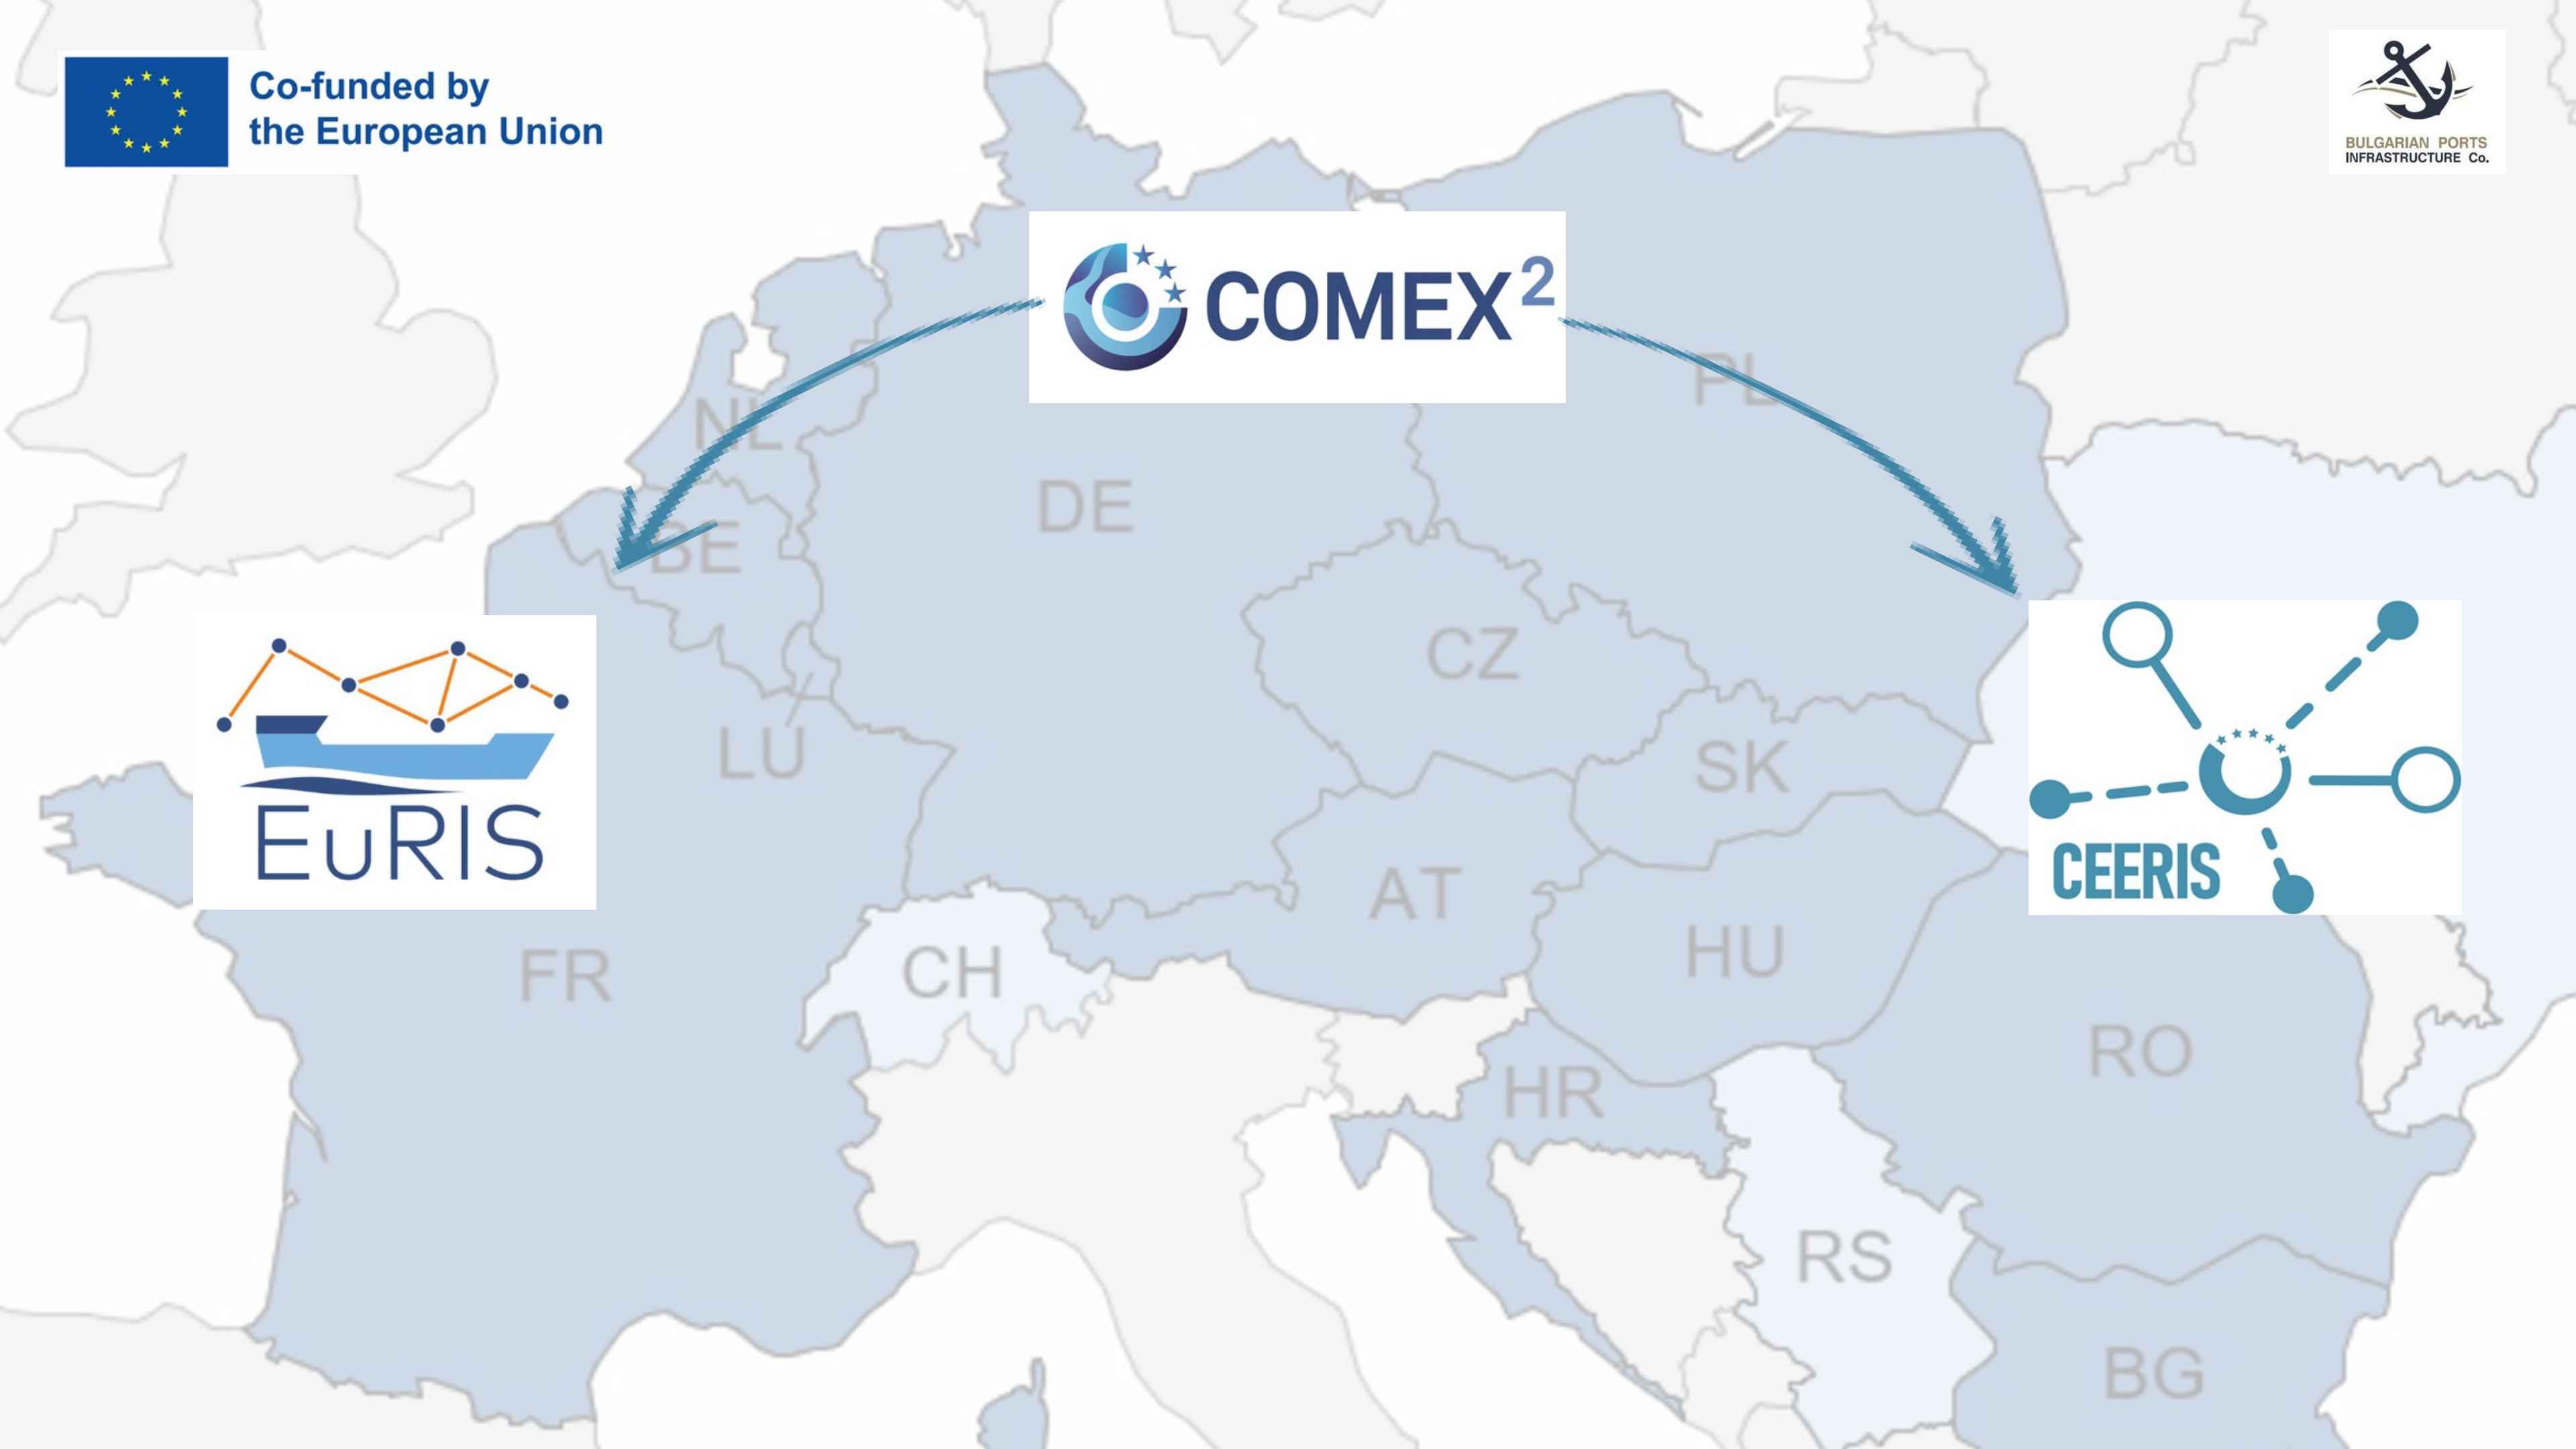 Co-funded by
the European Union
BULGARIAN PORTS
INFRASTRUCTURE Co.
COMEX²
PL
NL
DE
BE
CZ
LU
SK
EuRIS
CEERIS
AT
HU
FR
CH
RO
HR
RS
BG